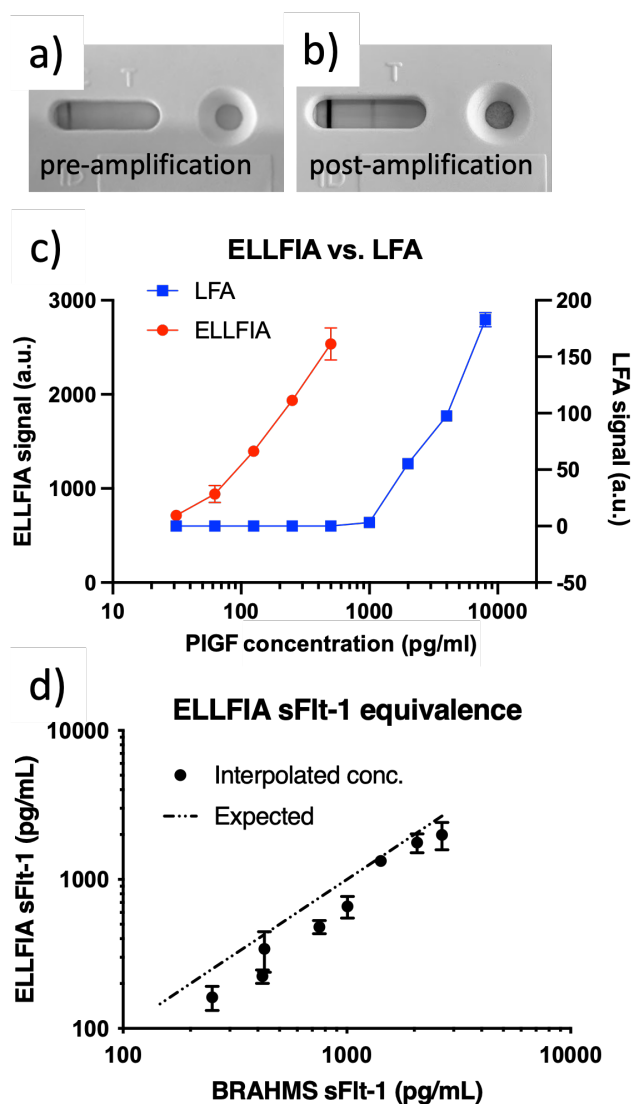 a)
b)
T
T
pre-amplification
post-amplification
ID
c)
ELLFIA vs. LFA
LFA
ELLFIA
3000
2000
1000
0
ELLFIA signal (a.u.)
200
150
100
50
0
-50
LFA signal (a.u.)
10
100
1000
10000
PIGF concentration (pg/ml)
d)
ELLFIA sFlt-1 equivalence
Interpolated conc.
Expected
10000
1000
100
ELLFIA sFlt-1
(pg/mL)
100
1000
10000
BRAHMS sFlt-1 (pg/mL)